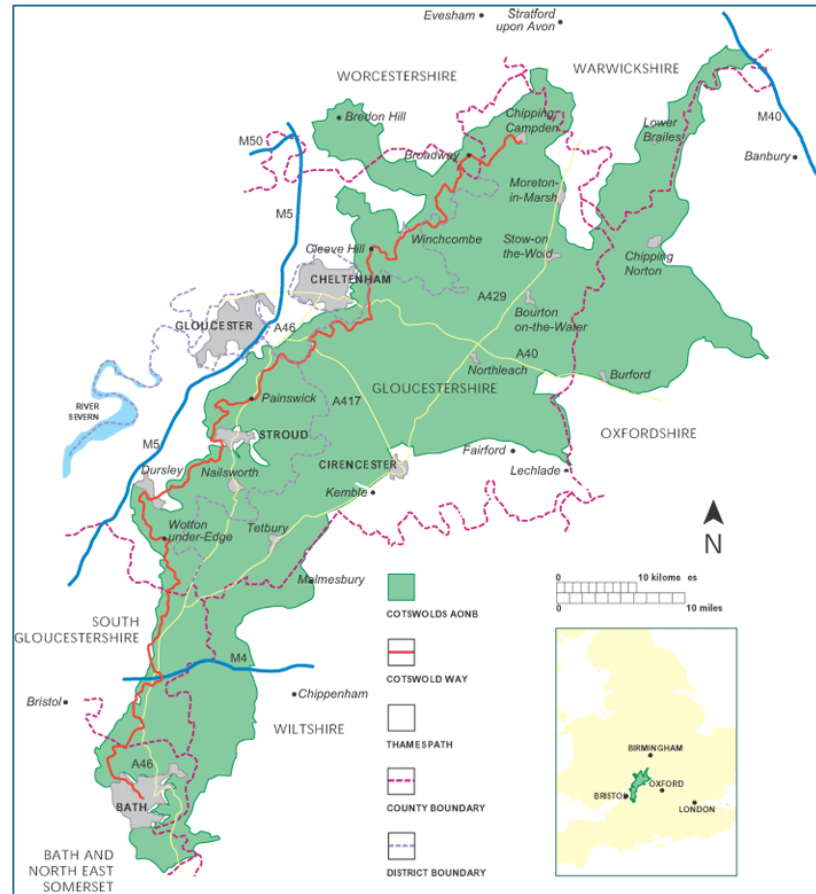 Evesham
Stratford
upon Avon
WORCESTERSHIRE
WARWICKSHIRE
M40
Bredon Hill
Chipping
Campden
Lower
Brailes
M50
Broadway
Banbury
Moreton-
in-Marsh
M5
Winchcombe
Cleeve Hill
Stow-on
the-Wold
Chipping
Norton
CHELTENHAM
A429
Bourton
on-the-Water
GLOUCESTER
A46
A40
Northleach
Burford
GLOUCESTERSHIRE
Painswick
A417
RIVER
SEVERN
STROUD
OXFORDSHIRE
M5
Fairford
CIRENCESTER
Dursley
Nailsworth
Lechlade
Kemble
Wotton
under-Edge
Tetbury
N
Malmesbury
0
10 kilome es
0
10 miles
COTSWOLDS AONB
SOUTH
GLOUCESTERSHIRE
M4
COTSWOLD WAY
Bristol
Chippenham
WILTSHIRE
THAMESPATH
BIRMINGHAM
A46
OXFORD
BRISTOL
LONDON
BATH
COUNTY BOUNDARY
BATH AND
NORTH EAST
SOMERSET
DISTRICT BOUNDARY